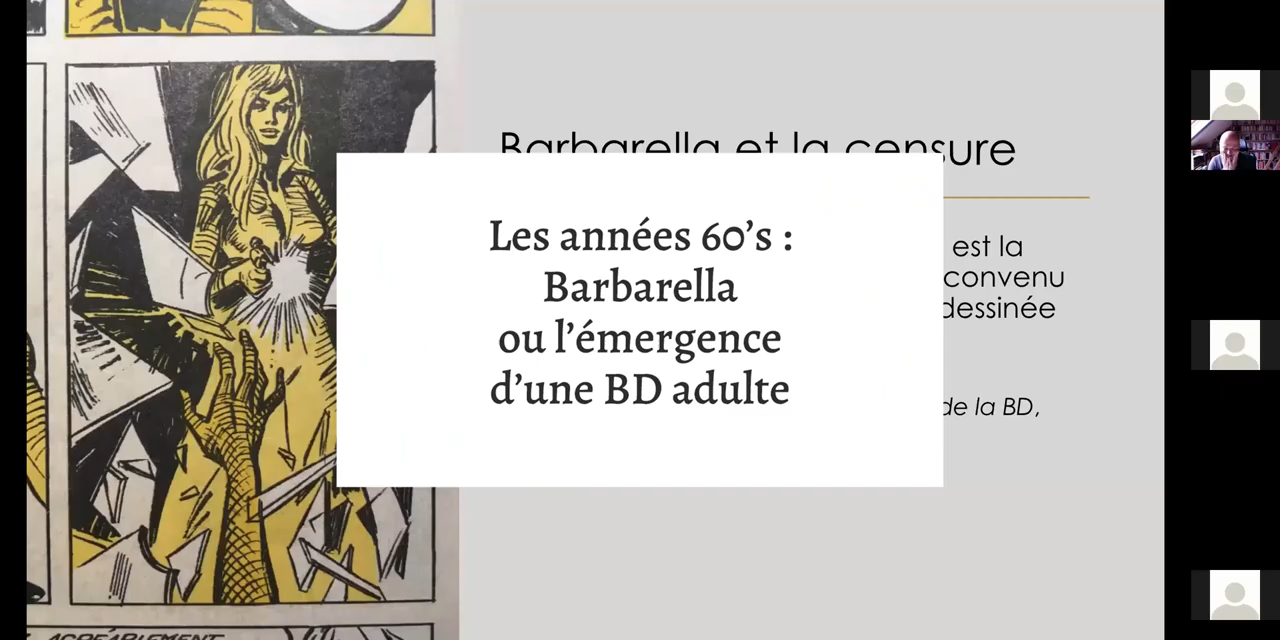 Barbarella et la censure
Les années 60's :
Barbarella
ou l'émergence
d'une BD adulte
est la
convenu
dessinée
de la BD,
AGRÉABLEMENT